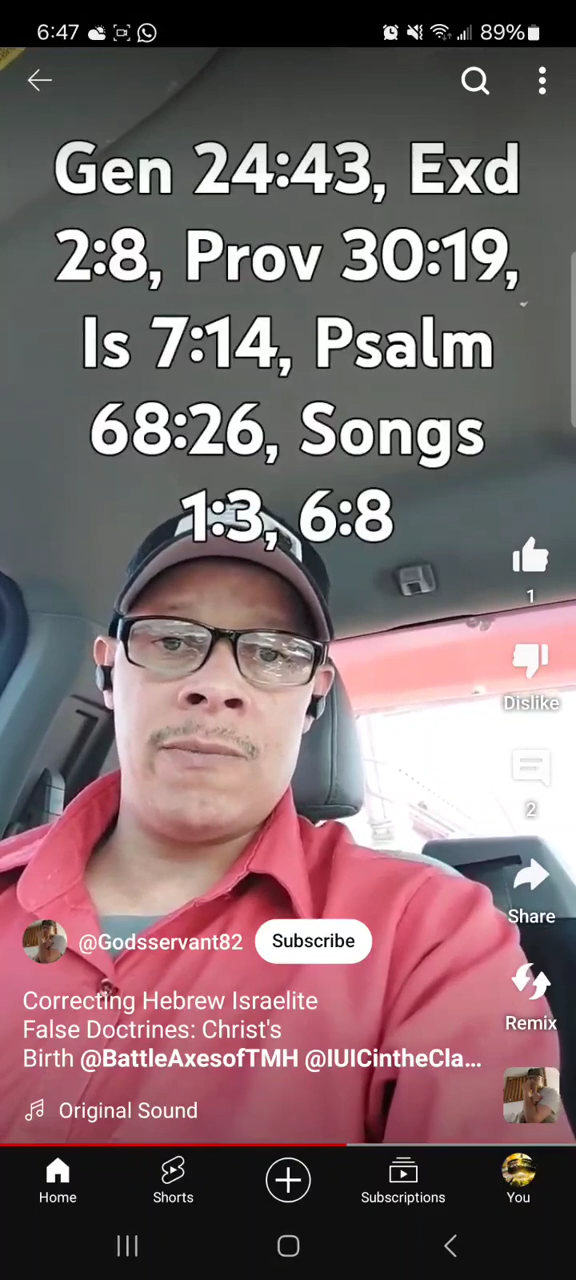 6:47
89%
Gen 24:43, Exd
2:8, Prov 30:19,
Is 7:14, Psalm
68:26, Songs
1:3, 6:8
1
Dislike
2
Share
Remix
@Godsservant82
Subscribe
Correcting Hebrew Israelite
False Doctrines: Christ's
Birth @BattleAxesofTMH @IUICintheCla...
Original Sound
Home
Shorts
Subscriptions
You